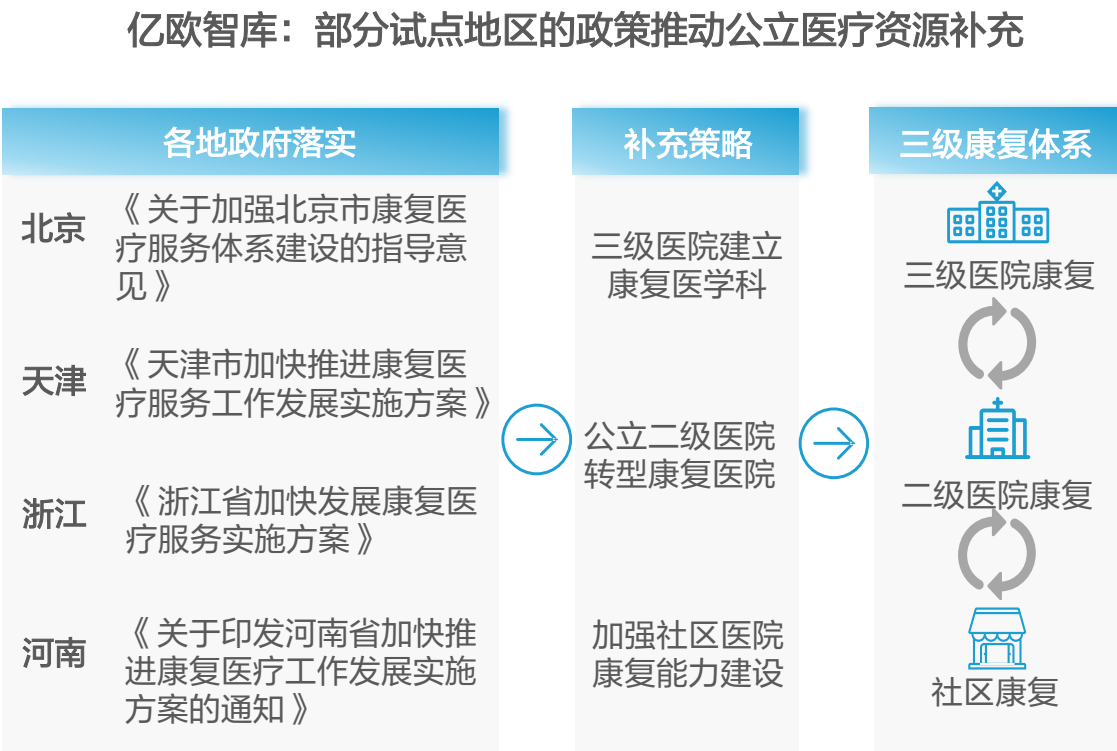 亿欧智库：部分试点地区的政策推动公立医疗资源补充
各地政府落实
北京
《 关于加强北京市康复医
疗服务体系建设的指导意
见 》
天津
《 天津市加快推进康复医
疗服务工作发展实施方案 》
浙江
《 浙江省加快发展康复医
疗服务实施方案 》
河南
《 关于印发河南省加快推
进康复医疗工作发展实施
方案的通知 》
补充策略
三级医院建立
康复医学科
公立二级医院
转型康复医院
加强社区医院
康复能力建设
三级康复体系
三级医院康复
二级医院康复
社区康复